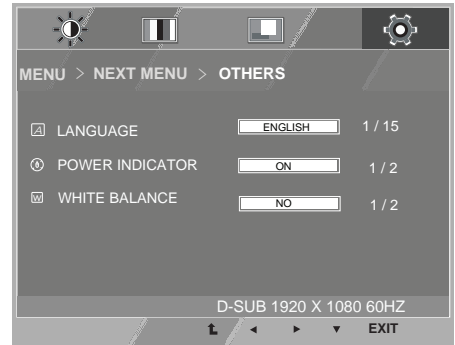 MENU > NEXT MENU > OTHERS
A LANGUAGE ENGLISH 1 / 15
POWER INDICATOR ON 1 / 2
W WHITE BALANCE NO 1 / 2
D-SUB 1920 X 1080 60HZ
EXIT